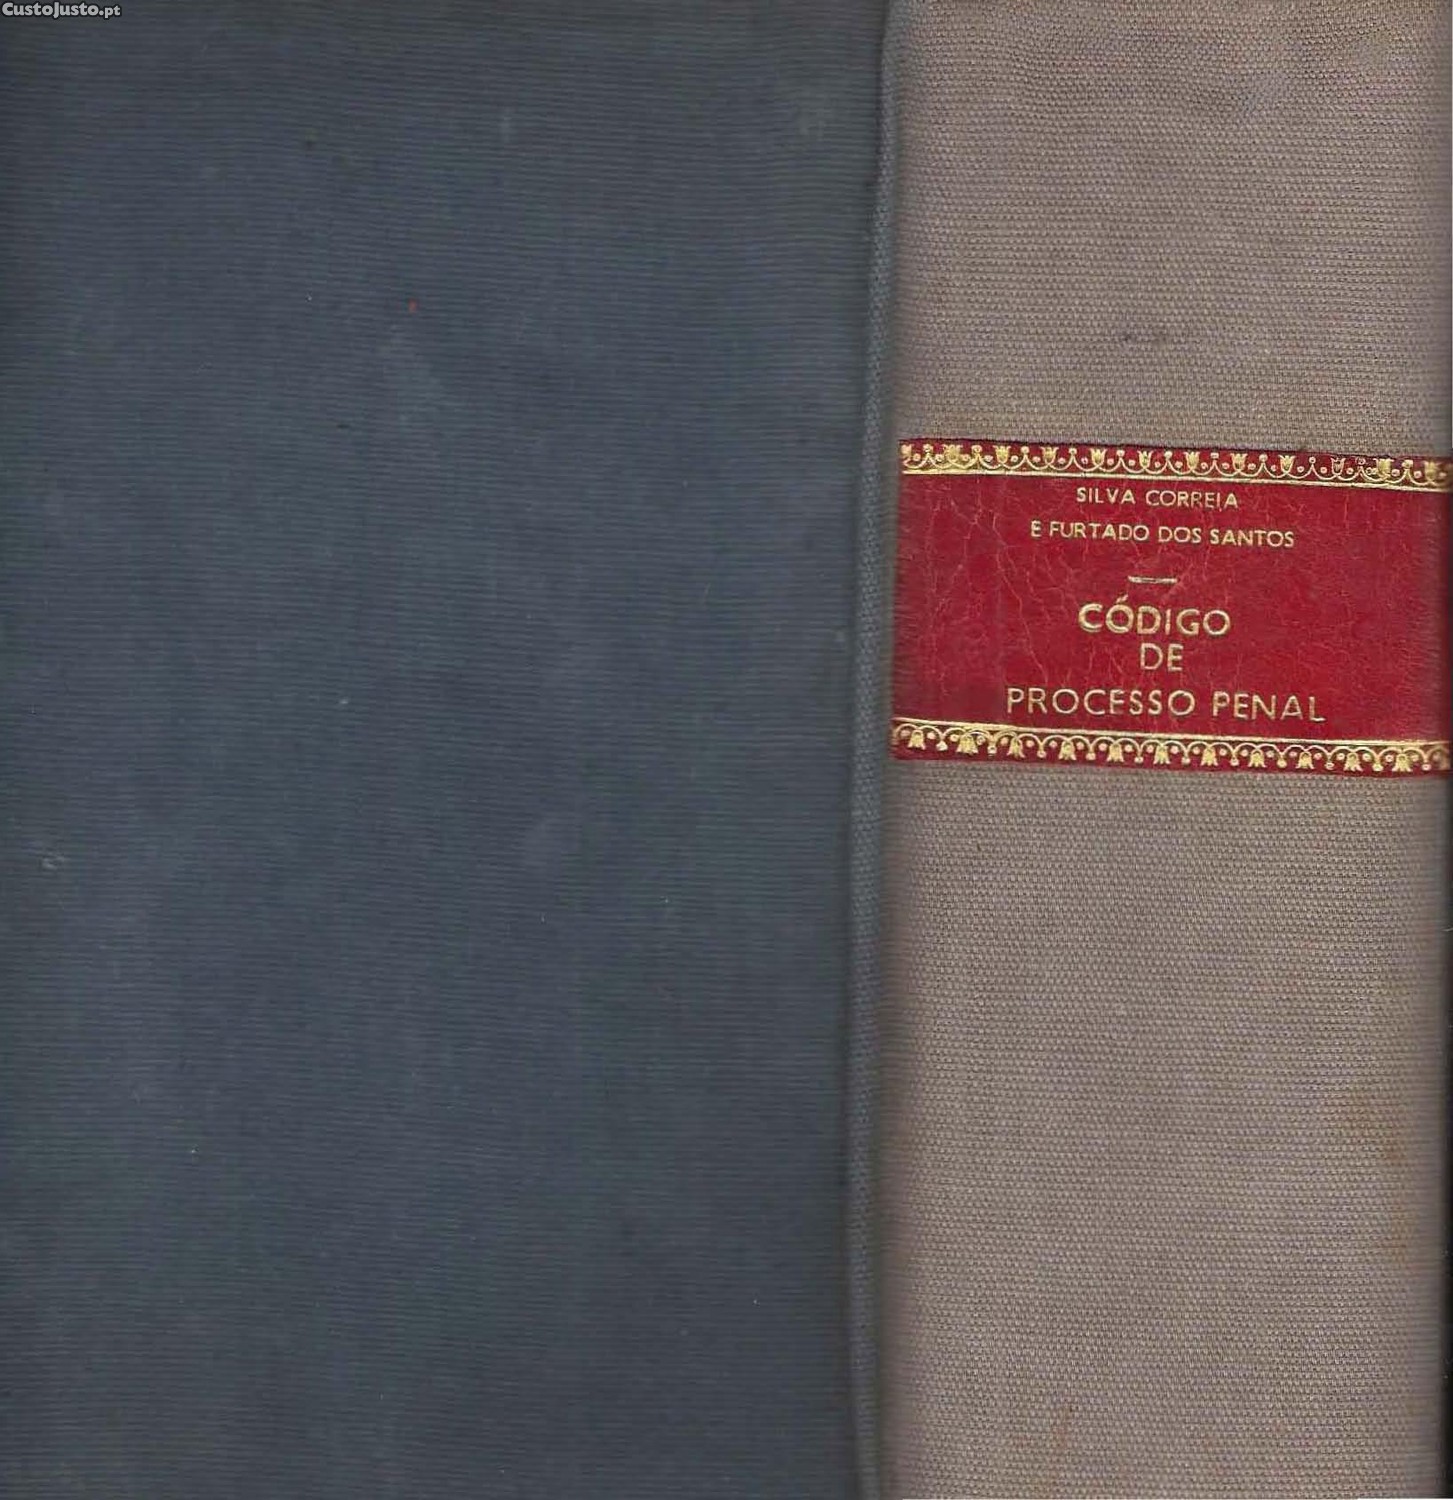 CustoJusto.pt
SILVA CORREIA
E FURTADO DOS SANTOS
CÓDIGO
DE
PROCESSO PENAL